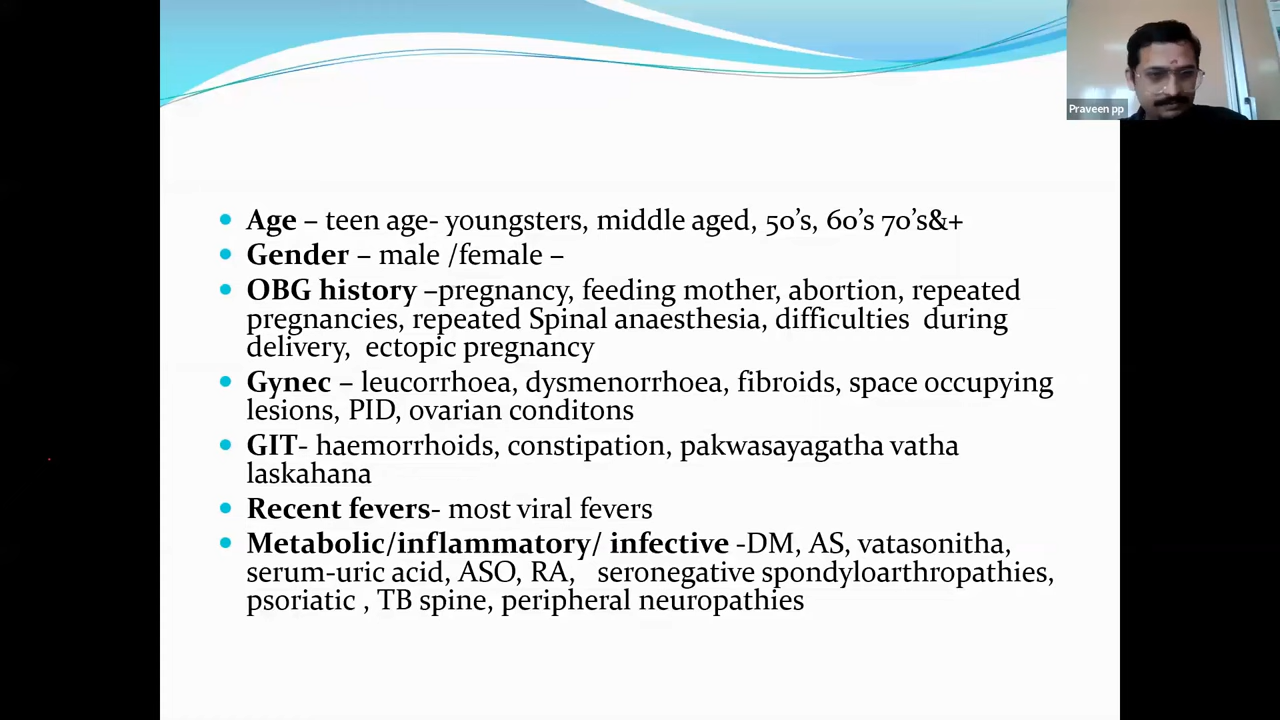 Praveen pp
Age – teen age- youngsters, middle aged, 50's, 60's 70's&+
Gender – male /female –
OBG history –pregnancy, feeding mother, abortion, repeated
pregnancies, repeated Spinal anaesthesia, difficulties during
delivery, ectopic pregnancy
Gynec – leucorrhoea, dysmenorrhoea, fibroids, space occupying
lesions, PID, ovarian conditons
GIT- haemorrhoids, constipation, pakwasayagatha vatha
laskahana
Recent fevers- most viral fevers
Metabolic/inflammatory/ infective -DM, AS, vatasonitha,
serum-uric acid, ASO, RA, seronegative spondyloarthropathies,
psoriatic , TB spine, peripheral neuropathies